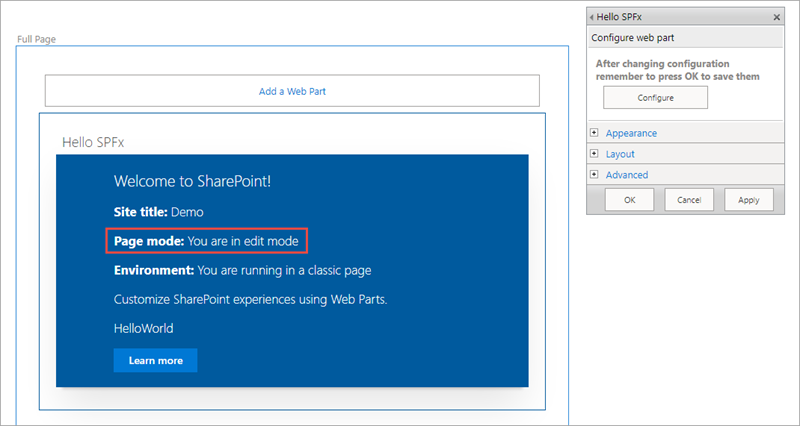 Full Page
Add a Web Part
Hello SPFx
Welcome to SharePoint!
Site title: Demo
Page mode: You are in edit mode
Environment: You are running in a classic page
Customize SharePoint experiences using Web Parts.
HelloWorld
Learn more
Hello SPFx
Configure web part
After changing configuration
remember to press OK to save them
Configure
Appearance
Layout
Advanced
OK Cancel Apply